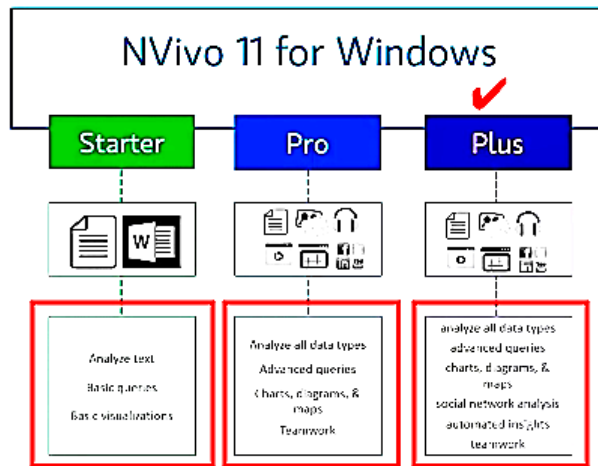 NVivo 11 for Windows
Starter
Pro
Plus
W
Analyze text
Basic queries
Basic visualizations
Analyze all data types
Advanced queries
Charts, diagrams, &
maps
Teamwork
analyze all data types
advanced queries
charts, diagrams, &
maps
social network analysis
automated insights
teamwork